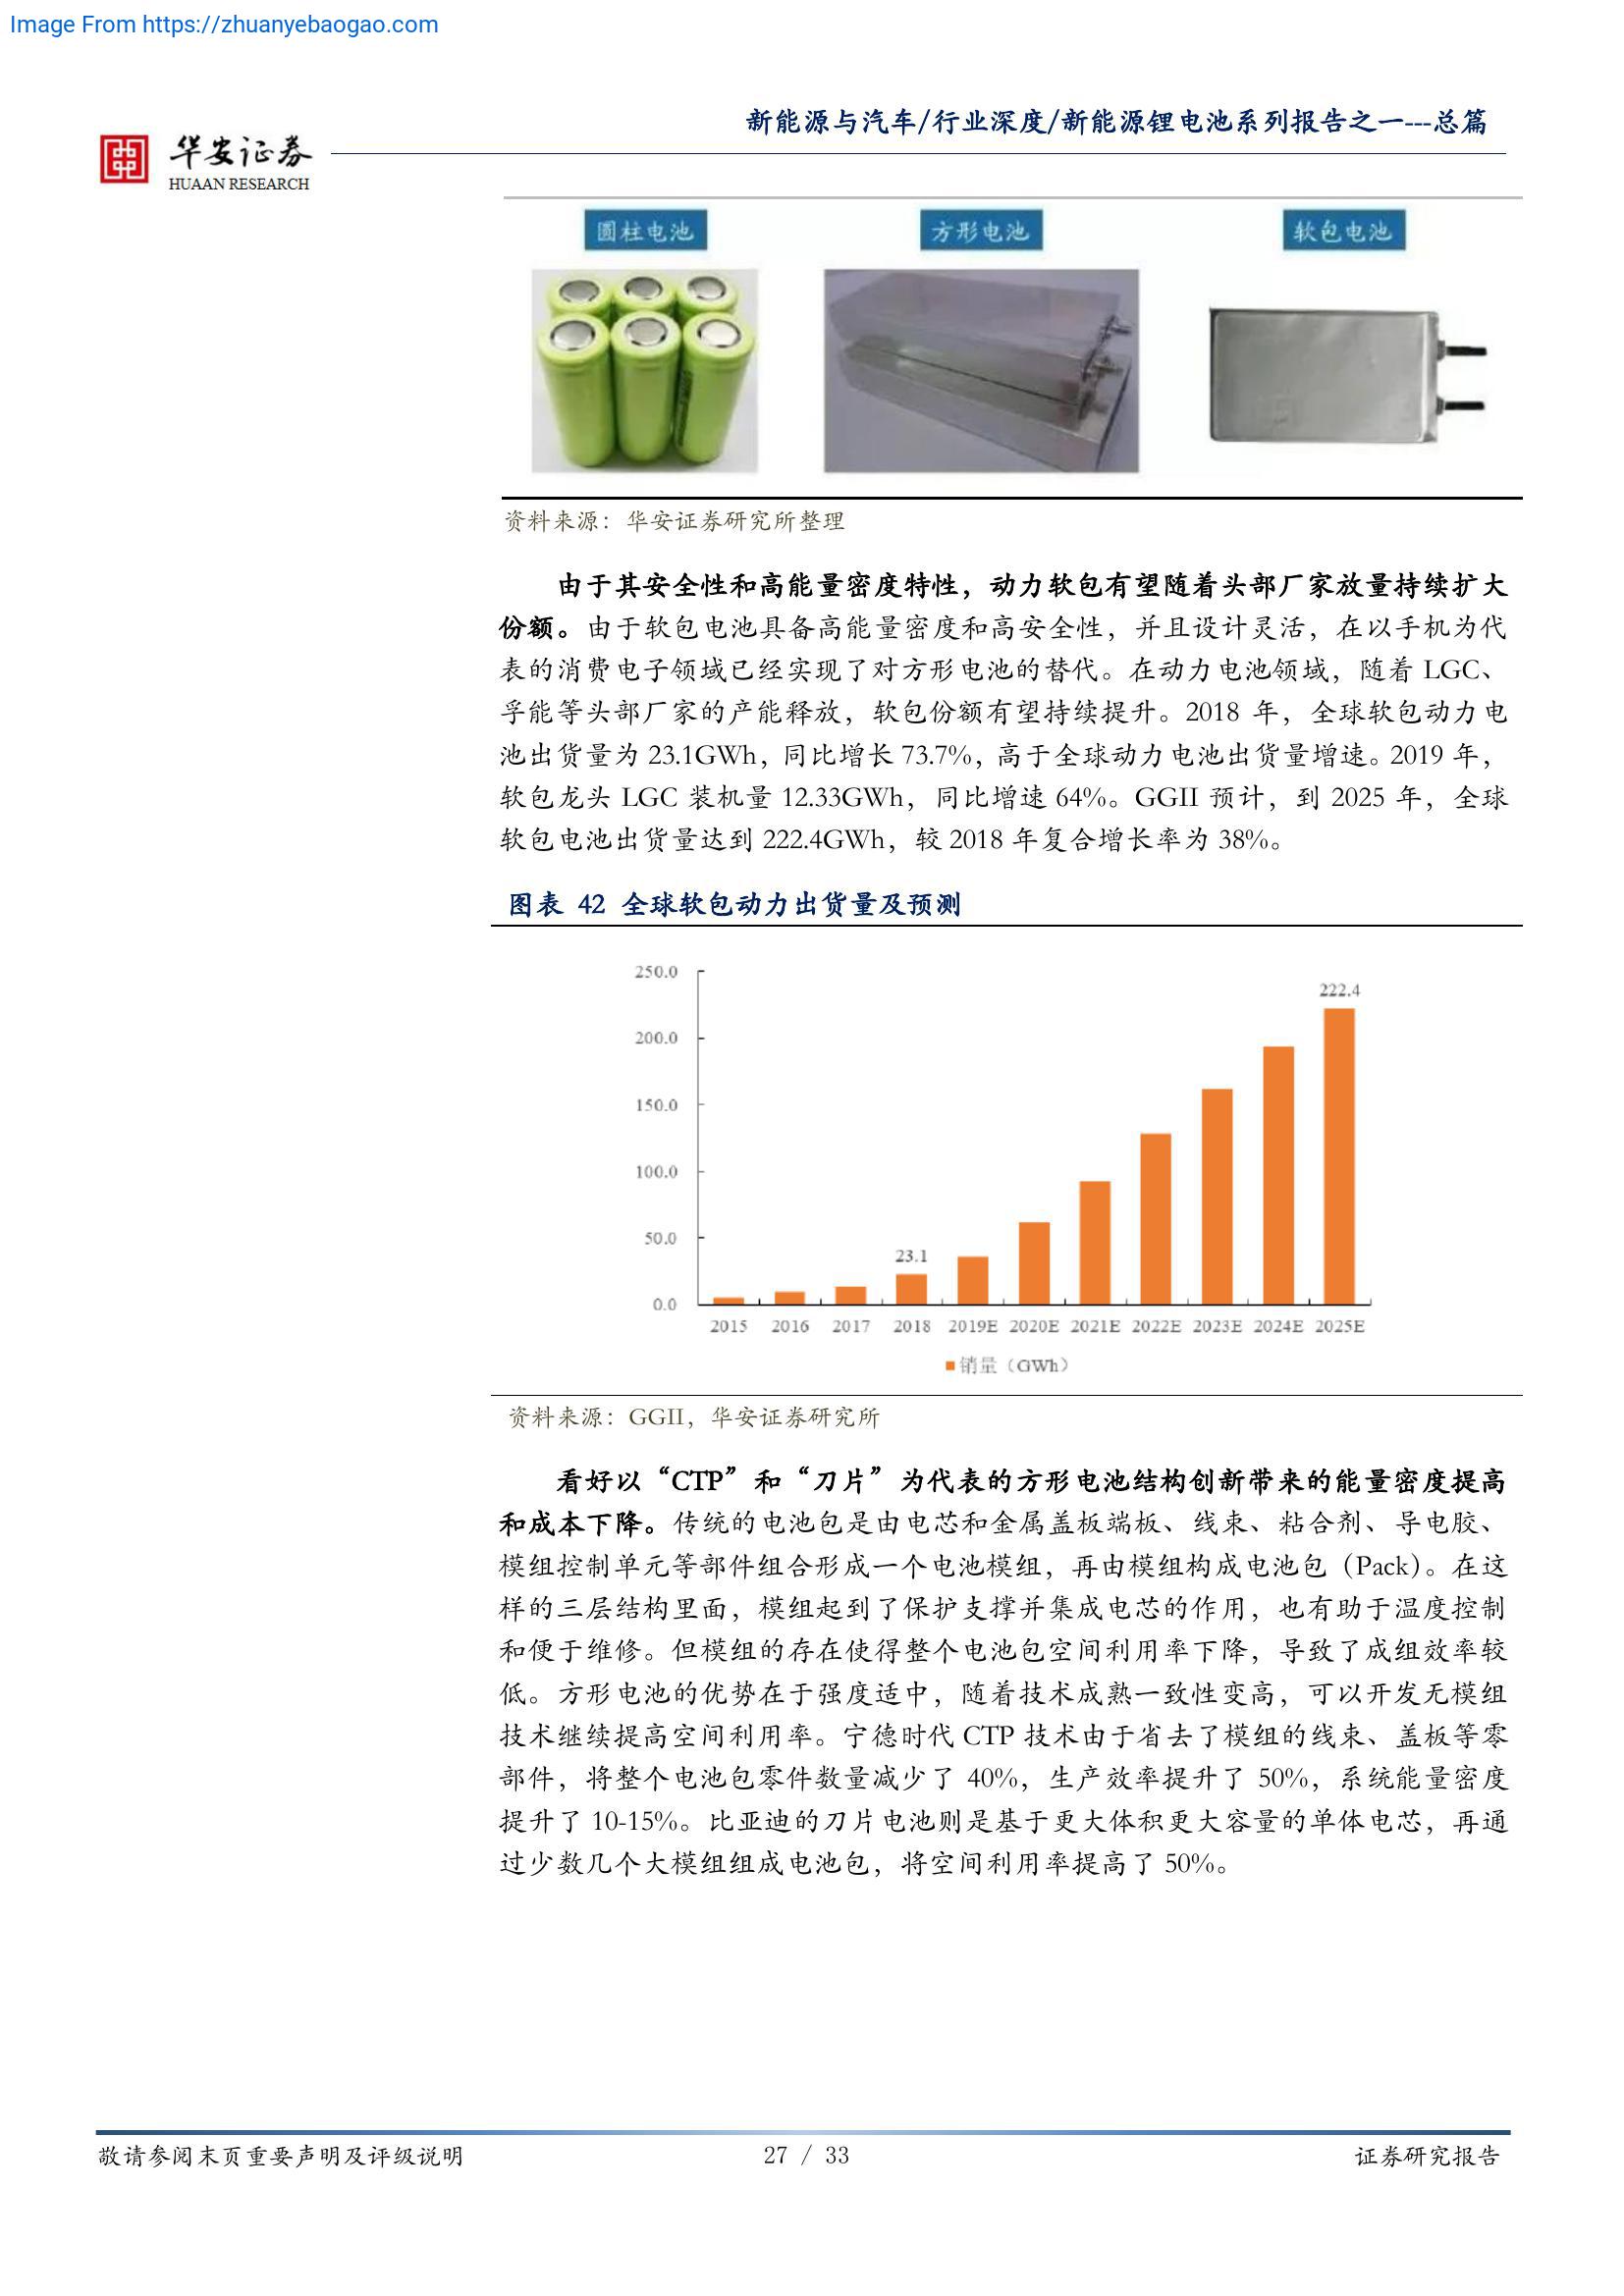 Image From https://zhuanyebaogao.com
新能源与汽车/行业深度/新能源锂电池系列报告之一---总篇
华安证券
HUAAN RESEARCH
圆柱电池 方形电池 软包电池
资料来源：华安证券研究所整理
由于其安全性和高能量密度特性，动力软包有望随着头部厂家放量持续扩大
份额。由于软包电池具备高能量密度和高安全性，并且设计灵活，在以手机为代
表的消费电子领域已经实现了对方形电池的替代。在动力电池领域，随着 LGC、
孚能等头部厂家的产能释放，软包份额有望持续提升。2018 年，全球软包动力电
池出货量为 23.1GWh，同比增长 73.7%，高于全球动力电池出货量增速。2019 年，
软包龙头 LGC 装机量 12.33GWh，同比增速 64%。GGII 预计，到 2025 年，全球
软包电池出货量达到 222.4GWh，较 2018 年复合增长率为 38%。
图表 42 全球软包动力出货量及预测
250.0
222.4
200.0
150.0
100.0
50.0
23.1
0.0
2015 2016 2017 2018 2019E 2020E 2021E 2022E 2023E 2024E 2025E
销量（GWh）
资料来源：GGII，华安证券研究所
看好以“CTP”和“刀片”为代表的方形电池结构创新带来的能量密度提高
和成本下降。传统的电池包是由电芯和金属盖板端板、线束、粘合剂、导电胶、
模组控制单元等部件组合形成一个电池模组，再由模组构成电池包（Pack）。在这
样的三层结构里面，模组起到了保护支撑并集成电芯的作用，也有助于温度控制
和便于维修。但模组的存在使得整个电池包空间利用率下降，导致了成组效率较
低。方形电池的优势在于强度适中，随着技术成熟一致性变高，可以开发无模组
技术继续提高空间利用率。宁德时代 CTP 技术由于省去了模组的线束、盖板等零
部件，将整个电池包零件数量减少了 40%，生产效率提升了 50%，系统能量密度
提升了 10-15%。比亚迪的刀片电池则是基于更大体积更大容量的单体电芯，再通
过少数几个大模组组成电池包，将空间利用率提高了 50%。
敬请参阅末页重要声明及评级说明 27 / 33 证券研究报告